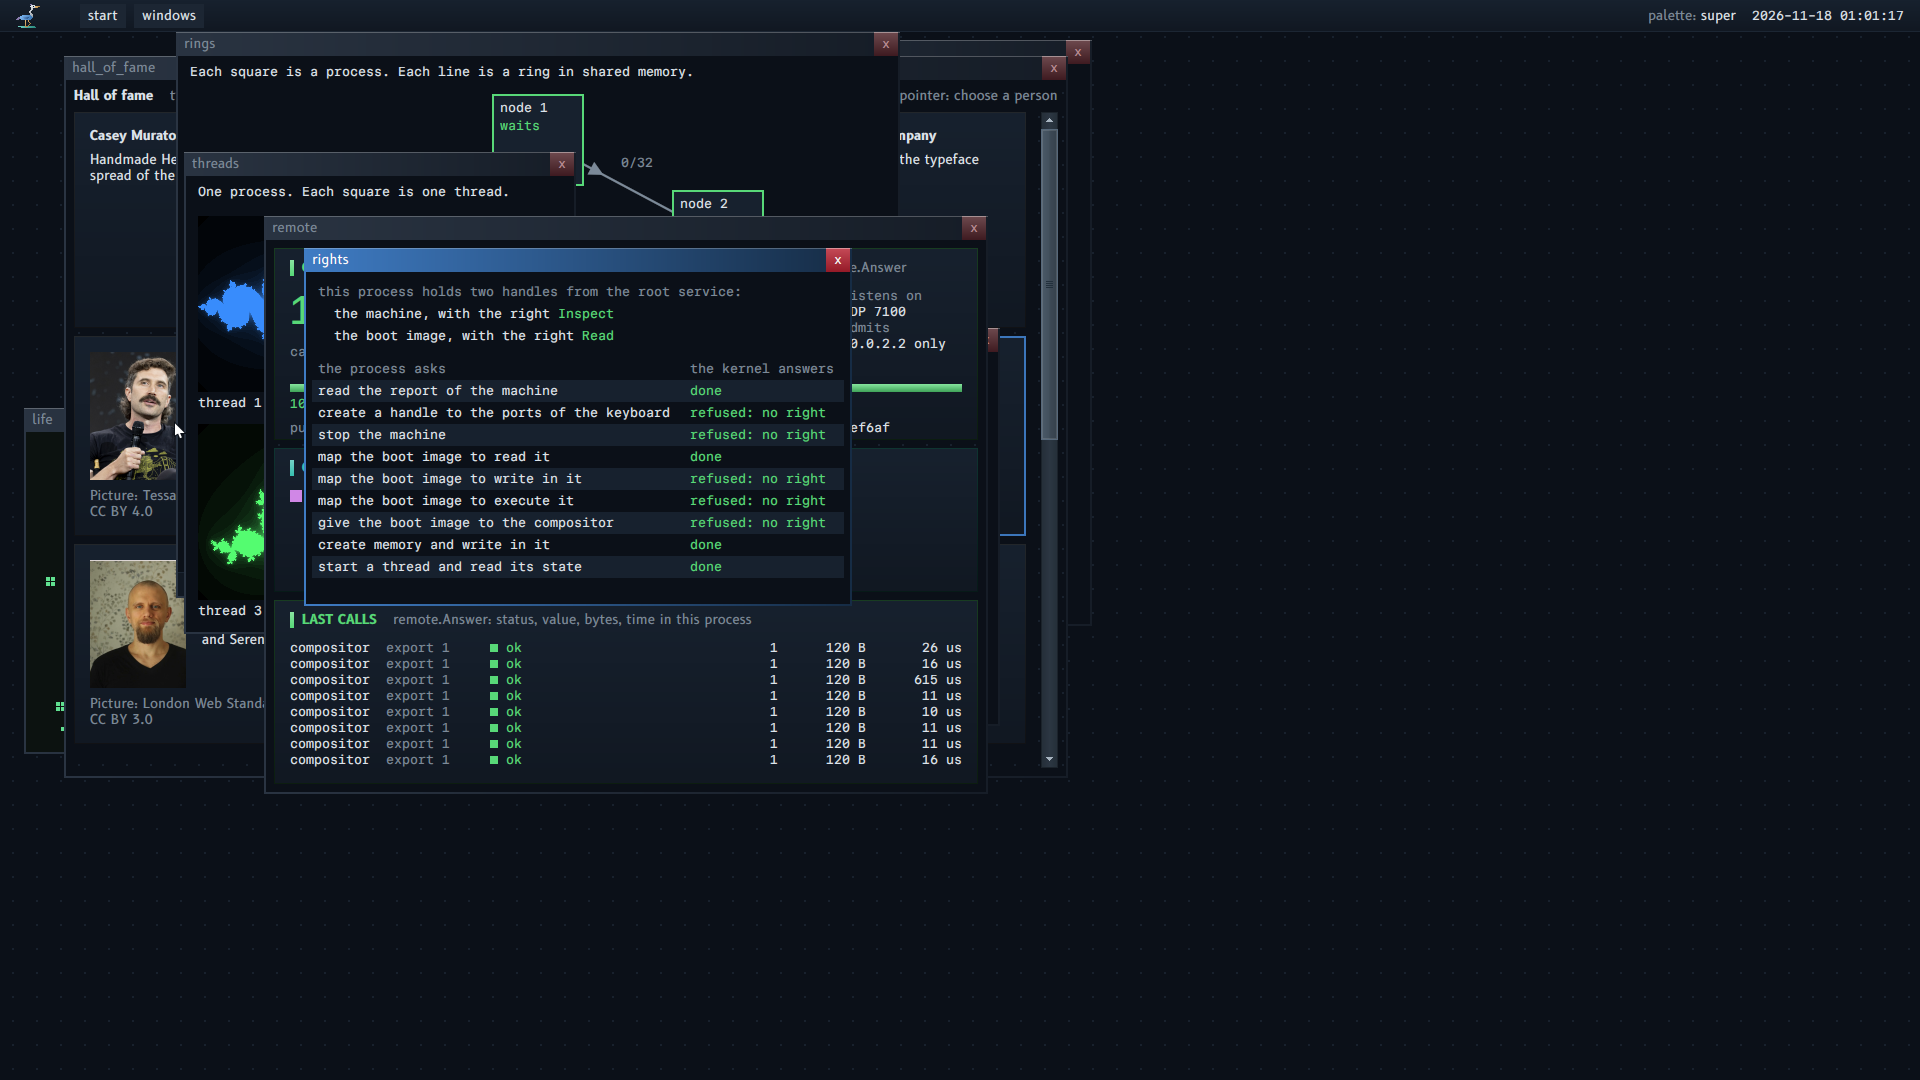 start
windows
palette: super
2026-11-18 01:01:17
rings
x
x
hall_of_fame
x
Each square is a process. Each line is a ring in shared memory.
Hall of fame
pointer: choose a person
node 1
waits
Casey Murato
Handmade He
spread of the
the typeface
threads
x
0/32
One process. Each square is one thread.
node 2
remote
x
rights
x
e.Answer
this process holds two handles from the root service:
the machine, with the right Inspect
the boot image, with the right Read
istens on
DP 7100
dmits
0.0.2.2 only
the process asks
the kernel answers
read the report of the machine
done
create a handle to the ports of the keyboard
refused: no right
stop the machine
refused: no right
map the boot image to read it
done
map the boot image to write in it
refused: no right
map the boot image to execute it
refused: no right
give the boot image to the compositor
refused: no right
create memory and write in it
done
start a thread and read its state
done
ef6af
thread 1
thread 3
life
Picture: Tessa
CC BY 4.0
and Seren
Picture: London Web Standa
CC BY 3.0
LAST CALLS
remote.Answer: status, value, bytes, time in this process
compositor export 1 ok 1 120 B 26 us
compositor export 1 ok 1 120 B 16 us
compositor export 1 ok 1 120 B 615 us
compositor export 1 ok 1 120 B 11 us
compositor export 1 ok 1 120 B 10 us
compositor export 1 ok 1 120 B 11 us
compositor export 1 ok 1 120 B 11 us
compositor export 1 ok 1 120 B 16 us